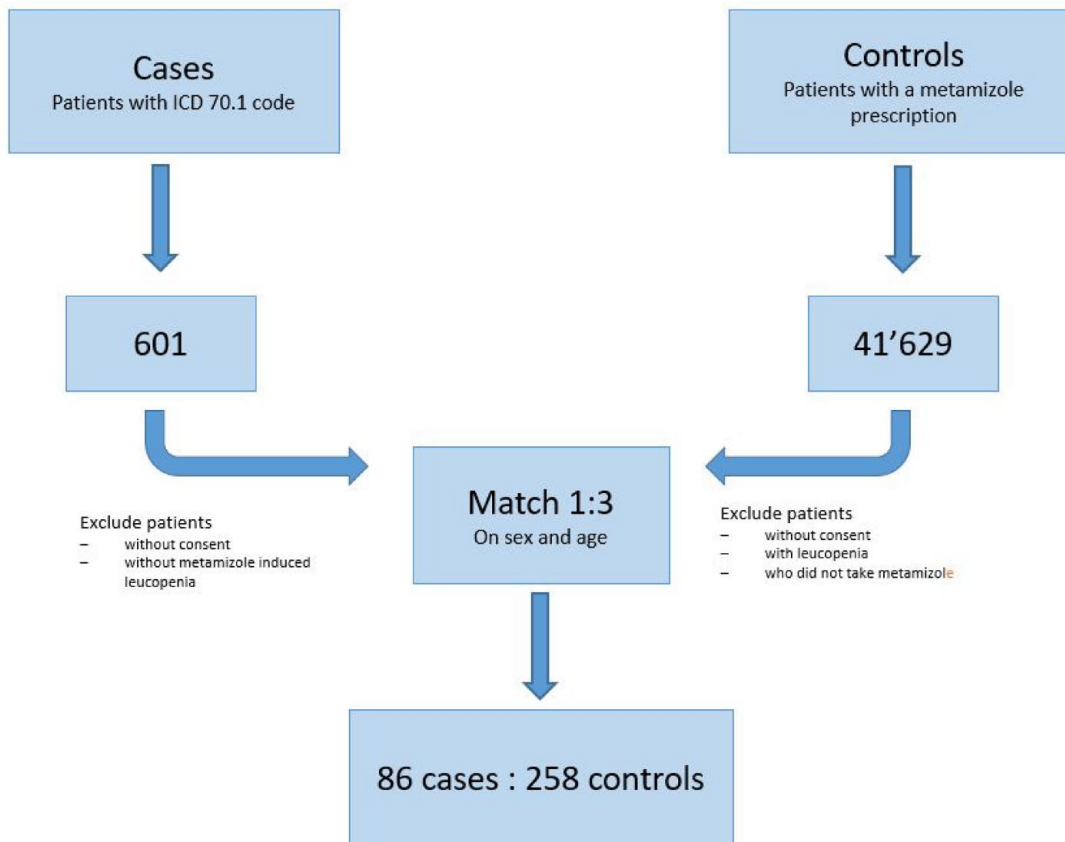 Cases
Patients with ICD 70.1 code
Controls
Patients with a metamizole
prescription
601
41’629
Match 1:3
On sex and age
Exclude patients
– without consent
– without metamizole induced
leucopenia
Exclude patients
– without consent
– with leucopenia
– who did not take metamizole
86 cases : 258 controls